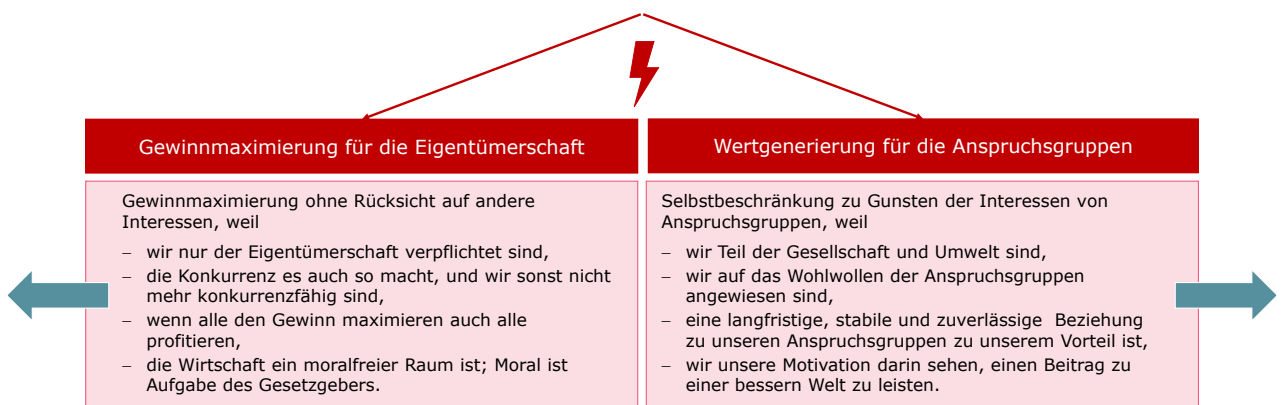 Gewinnmaximierung für die Eigentümerschaft
Gewinnmaximierung ohne Rücksicht auf andere
Interessen, weil
– wir nur der Eigentümerschaft verpflichtet sind,
– die Konkurrenz es auch so macht, und wir sonst nicht
mehr konkurrenzfähig sind,
– wenn alle den Gewinn maximieren auch alle
profitieren,
– die Wirtschaft ein moralfreier Raum ist; Moral ist
Aufgabe des Gesetzgebers.
Wertgenerierung für die Anspruchsgruppen
Selbstbeschränkung zu Gunsten der Interessen von
Anspruchsgruppen, weil
– wir Teil der Gesellschaft und Umwelt sind,
– wir auf das Wohlwollen der Anspruchsgruppen
angewiesen sind,
– eine langfristige, stabile und zuverlässige Beziehung
zu unseren Anspruchsgruppen zu unserem Vorteil ist,
– wir unsere Motivation darin sehen, einen Beitrag zu
einer bessern Welt zu leisten.